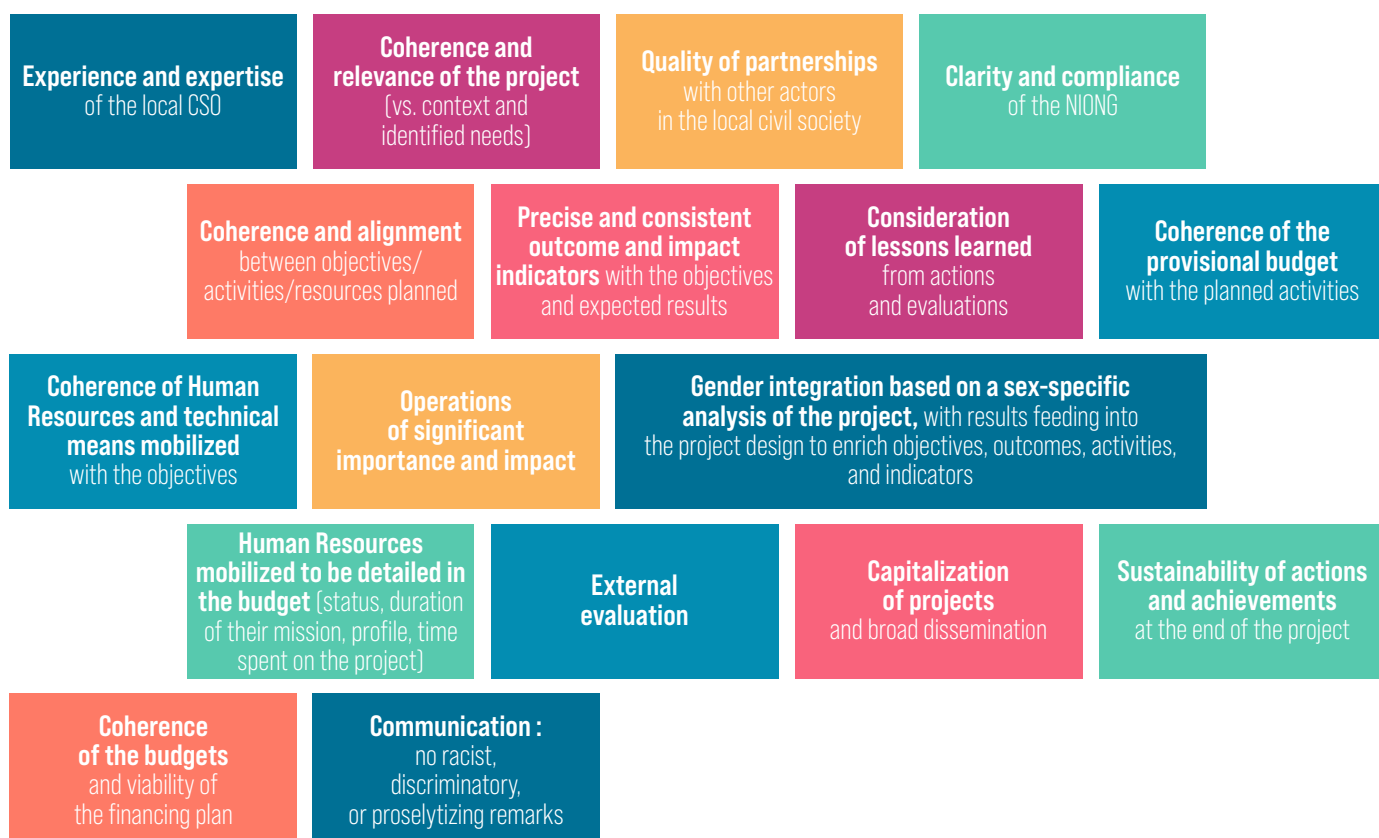 Experience and expertise
of the local CSO
Coherence and
relevance of the project
(vs. context and
identified needs)
Quality of partnerships
with other actors
in the local civil society
Clarity and compliance
of the NIONG
Coherence and alignment
between objectives/
activities/resources planned
Precise and consistent
outcome and impact
indicators with the objectives
and expected results
Consideration
of lessons learned
from actions
and evaluations
Coherence of the
provisional budget
with the planned activities
Coherence of Human
Resources and technical
means mobilized
with the objectives
Operations
of significant
importance and impact
Gender integration based on a sex-specific
analysis of the project, with results feeding into
the project design to enrich objectives, outcomes, activities,
and indicators
Human Resources
mobilized to be detailed in
the budget (status, duration
of their mission, profile, time
spent on the project)
External
evaluation
Capitalization
of projects
and broad dissemination
Sustainability of actions
and achievements
at the end of the project
Coherence
of the budgets
and viability of
the financing plan
Communication :
no racist,
discriminatory,
or proselytizing remarks